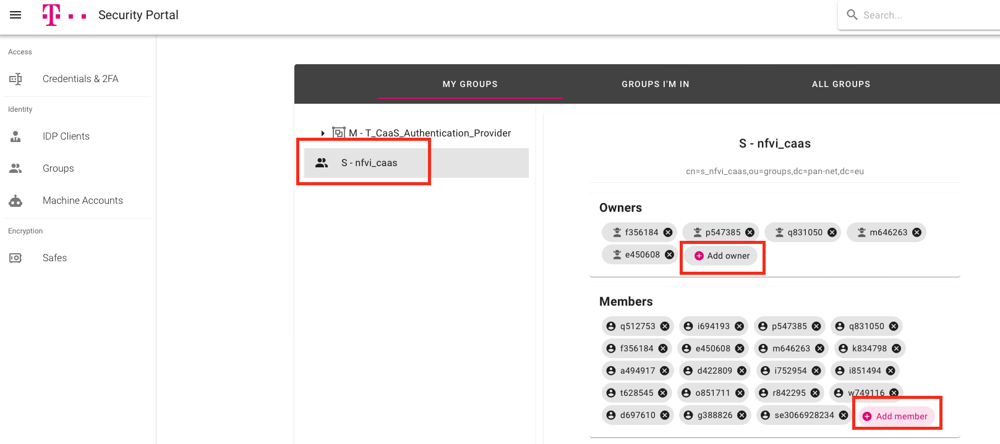 T
Security Portal
Search...
Access
Credentials & 2FA
Identity
IDP Clients
Groups
Machine Accounts
Encryption
Safes
MY GROUPS
GROUPS I'M IN
ALL GROUPS
M - T_CaaS_Authentication_Provider
S - nfvi_caas
S - nfvi_caas
cn=s_nfvi_caas,ou=groups,dc=pan-net,dc=eu
Owners
f356184 p547385 q831050 m646263
e450608 Add owner
Members
q512753 i694193 p547385 q831050
f356184 e450608 m646263 k834798
a494917 d422809 i752954 i851494
t628545 o851711 r842295 w749116
d697610 g388826 se3066928234 Add member